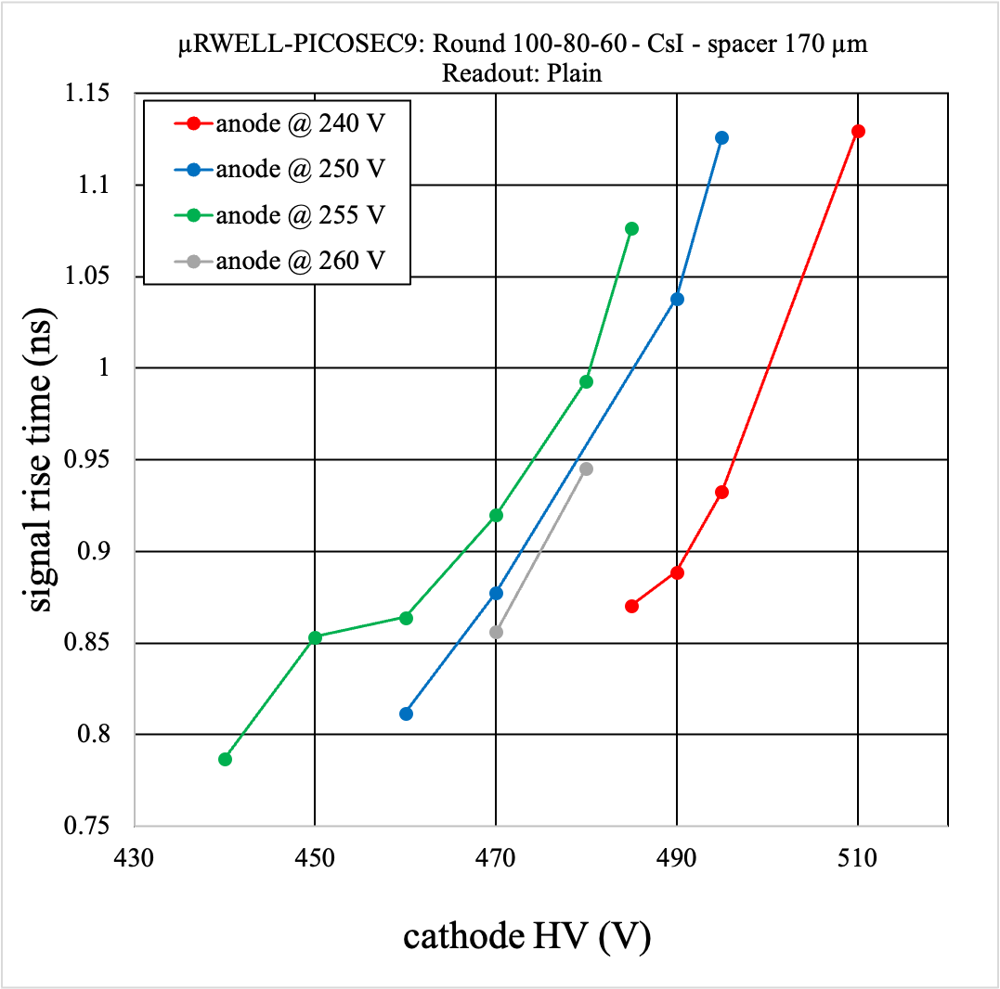 µRWELL-PICOSEC9: Round 100-80-60 - CsI - spacer 170 µm
Readout: Plain
1.15
1.1
1.05
1
0.95
0.9
0.85
0.8
0.75
anode @ 240 V
anode @ 250 V
anode @ 255 V
anode @ 260 V
signal rise time (ns)
430 450 470 490 510
cathode HV (V)